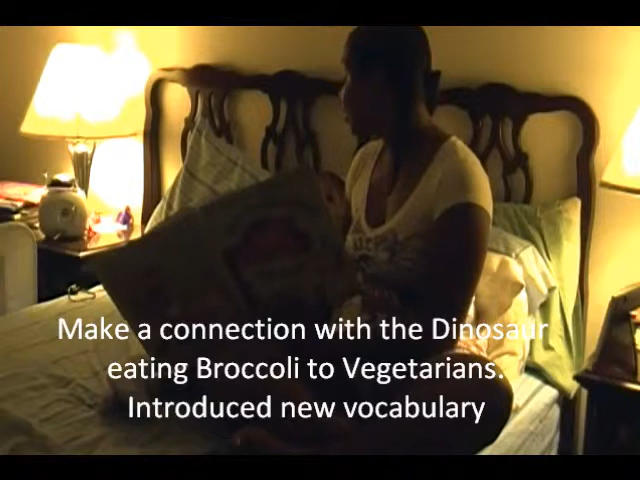 Make a connection with the Dinosaur
eating Broccoli to Vegetarians.
Introduced new vocabulary